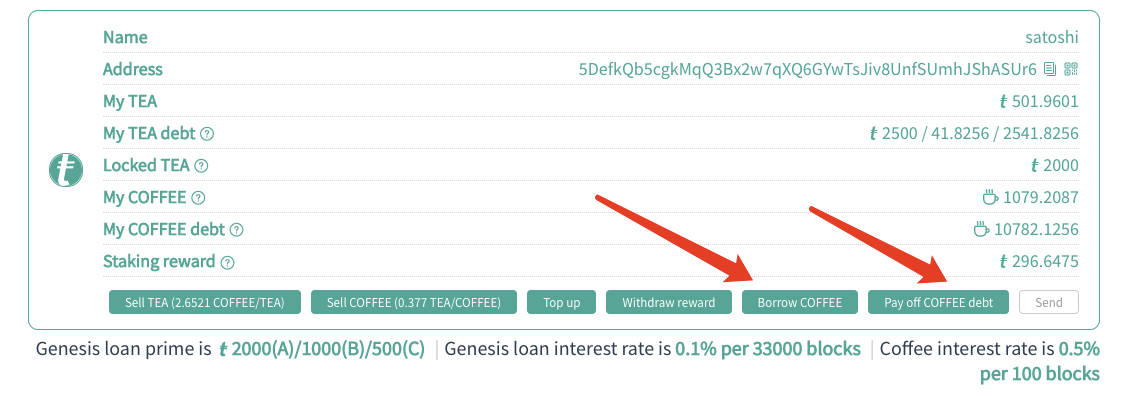 Name satoshi
Address 5DefkQb5cgkMqQ3Bx2w7qXQ6GYwTsJiv8UnfSUmhJShASUr6
My TEA ŧ 501.9601
My TEA debt ? ŧ 2500 / 41.8256 / 2541.8256
Locked TEA ? ŧ 2000
My COFFEE ? 1079.2087
My COFFEE debt ? 10782.1256
Staking reward ? ŧ 296.6475
Sell TEA (2.6521 COFFEE/TEA) Sell COFFEE (0.377 TEA/COFFEE) Top up Withdraw reward Borrow COFFEE Pay off COFFEE debt Send
Genesis loan prime is ŧ 2000(A)/1000(B)/500(C) | Genesis loan interest rate is 0.1% per 33000 blocks | Coffee interest rate is 0.5%
per 100 blocks